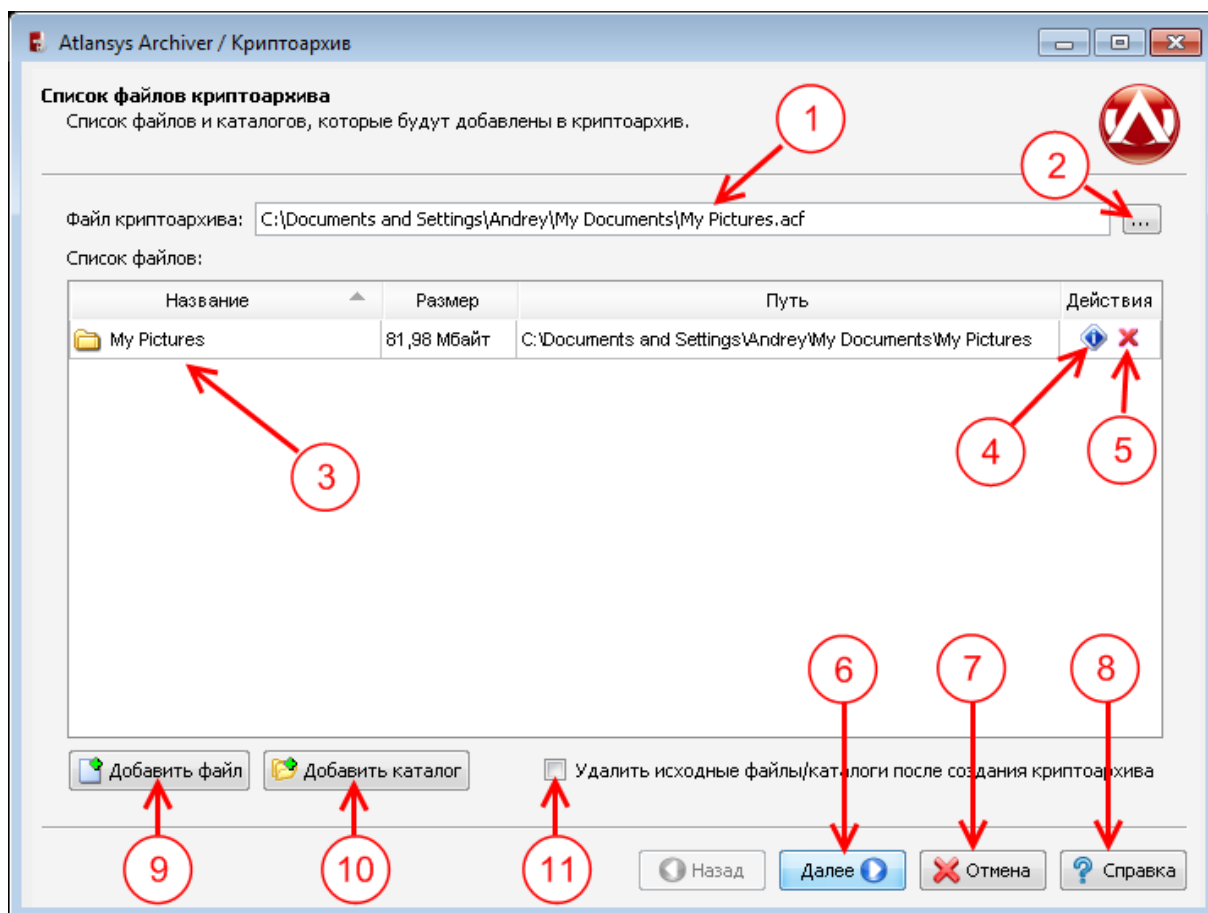 Atlansys Archiver / Криптоархив
Список файлов криптоархива
Список файлов и каталогов, которые будут добавлены в криптоархив.
1
2
Файл криптоархива: C:\Documents and Settings\Andrey\My Documents\My Pictures.acf ...
Список файлов:
Название Размер Путь Действия
My Pictures 81,98 Мбайт C:\Documents and Settings\Andrey\My Documents\My Pictures
3
4
5
6
7
8
Добавить файл Добавить каталог Удалить исходные файлы/каталоги после создания криптоархива
9
10
11
Назад Далее Отмена Справка